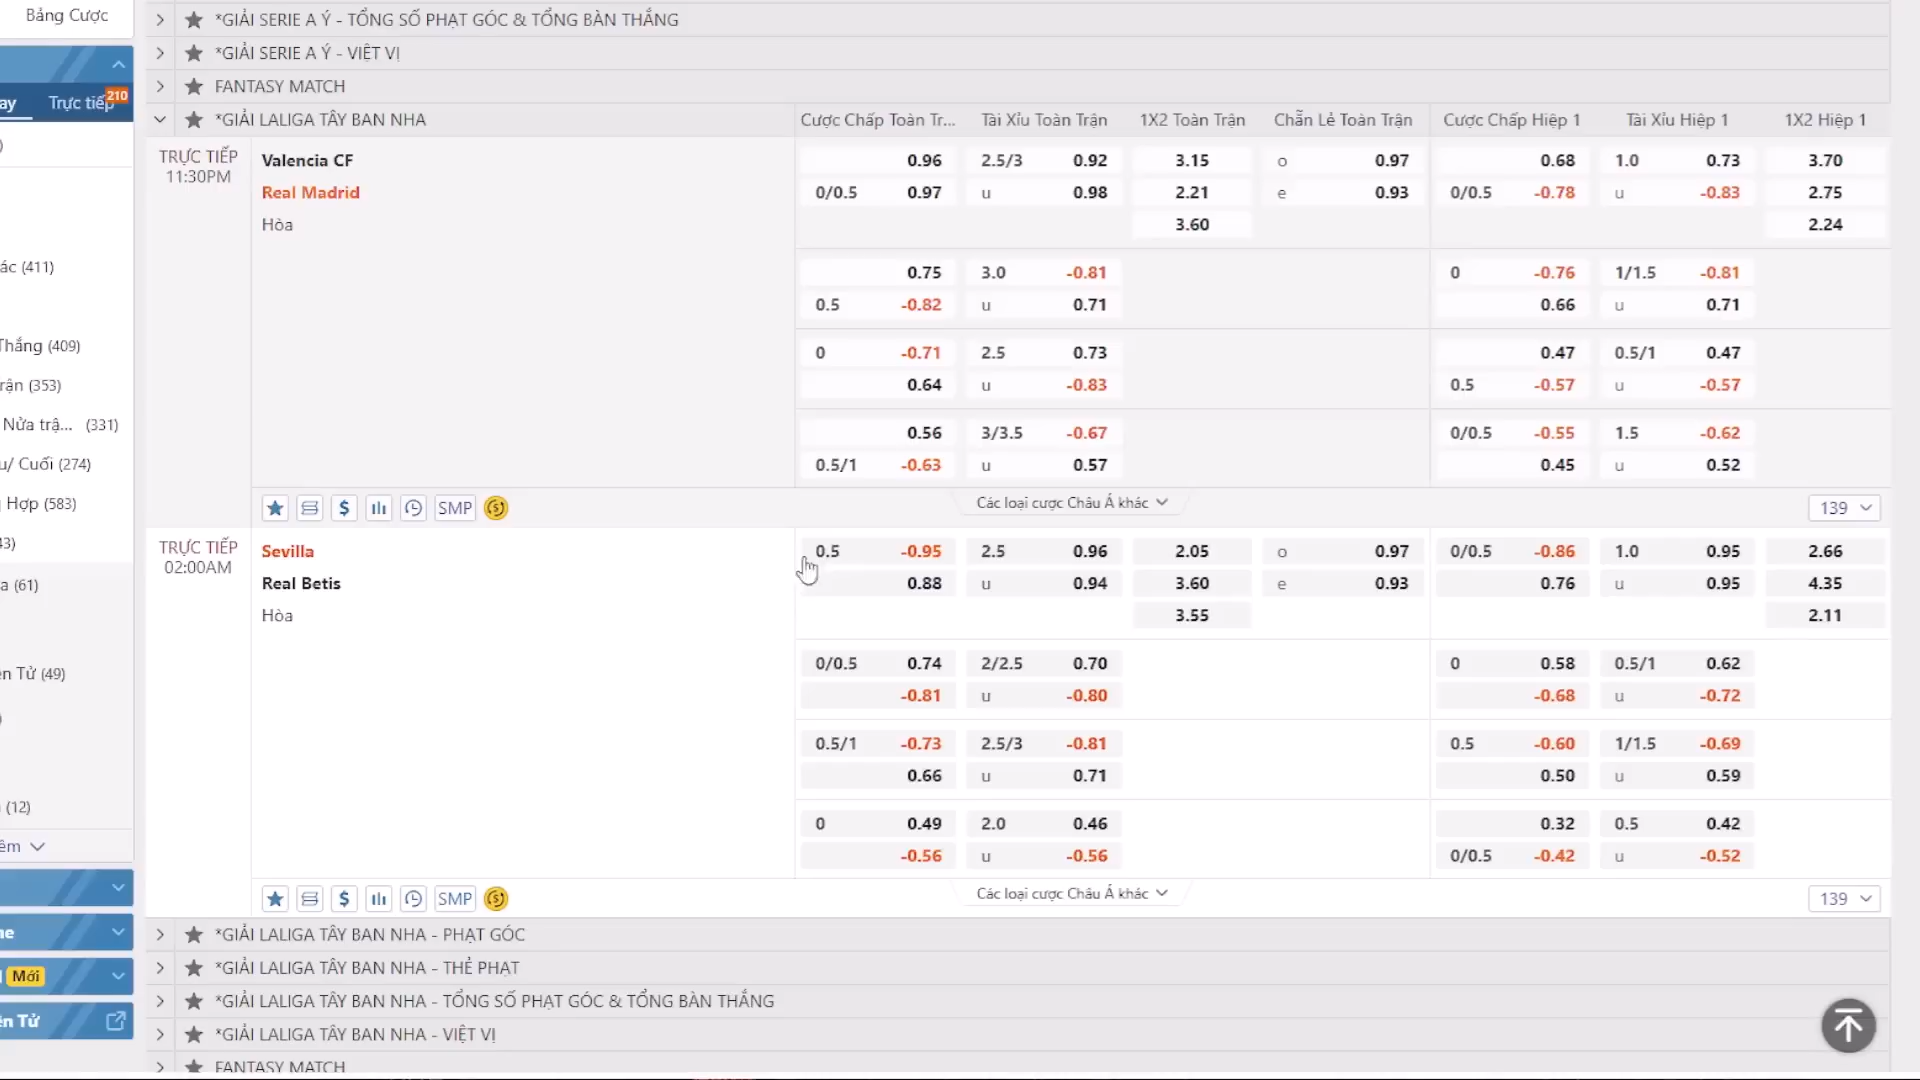 Bảng Cược
ay Trực tiếp 210
)
ác (411)
Thắng (409)
rận (353)
Nửa trậ... (331)
u/ Cuối (274)
Hợp (583)
43)
a (61)
ện Tử (49)
)
(12)
êm
ne
Mới
ện Tử
*GIẢI SERIE A Ý - TỔNG SỐ PHẠT GÓC & TỔNG BÀN THẮNG
*GIẢI SERIE A Ý - VIỆT VỊ
FANTASY MATCH
*GIẢI LALIGA TÂY BAN NHA Cược Chấp Toàn Tr... Tài Xỉu Toàn Trận 1X2 Toàn Trận Chẵn Lẻ Toàn Trận Cược Chấp Hiệp 1 Tài Xỉu Hiệp 1 1X2 Hiệp 1
TRỰC TIẾP
11:30PM
Valencia CF 0.96 2.5/3 0.92 3.15 o 0.97 0.68 1.0 0.73 3.70
Real Madrid 0/0.5 0.97 u 0.98 2.21 e 0.93 0/0.5 -0.78 u -0.83 2.75
Hòa 3.60 2.24
0.75 3.0 -0.81 0 -0.76 1/1.5 -0.81
0.5 -0.82 u 0.71 0.66 u 0.71
0 -0.71 2.5 0.73 0.47 0.5/1 0.47
0.64 u -0.83 0.5 -0.57 u -0.57
0.56 3/3.5 -0.67 0/0.5 -0.55 1.5 -0.62
0.5/1 -0.63 u 0.57 0.45 u 0.52
$ SMP Các loại cược Châu Á khác 139
TRỰC TIẾP
02:00AM
Sevilla 0.5 -0.95 2.5 0.96 2.05 o 0.97 0/0.5 -0.86 1.0 0.95 2.66
Real Betis 0.88 u 0.94 3.60 e 0.93 0.76 u 0.95 4.35
Hòa 3.55 2.11
0/0.5 0.74 2/2.5 0.70 0 0.58 0.5/1 0.62
-0.81 u -0.80 -0.68 u -0.72
0.5/1 -0.73 2.5/3 -0.81 0.5 -0.60 1/1.5 -0.69
0.66 u 0.71 0.50 u 0.59
0 0.49 2.0 0.46 0.32 0.5 0.42
-0.56 u -0.56 0/0.5 -0.42 u -0.52
$ SMP Các loại cược Châu Á khác 139
*GIẢI LALIGA TÂY BAN NHA - PHẠT GÓC
*GIẢI LALIGA TÂY BAN NHA - THẺ PHẠT
*GIẢI LALIGA TÂY BAN NHA - TỔNG SỐ PHẠT GÓC & TỔNG BÀN THẮNG
*GIẢI LALIGA TÂY BAN NHA - VIỆT VỊ
FANTASY MATCH